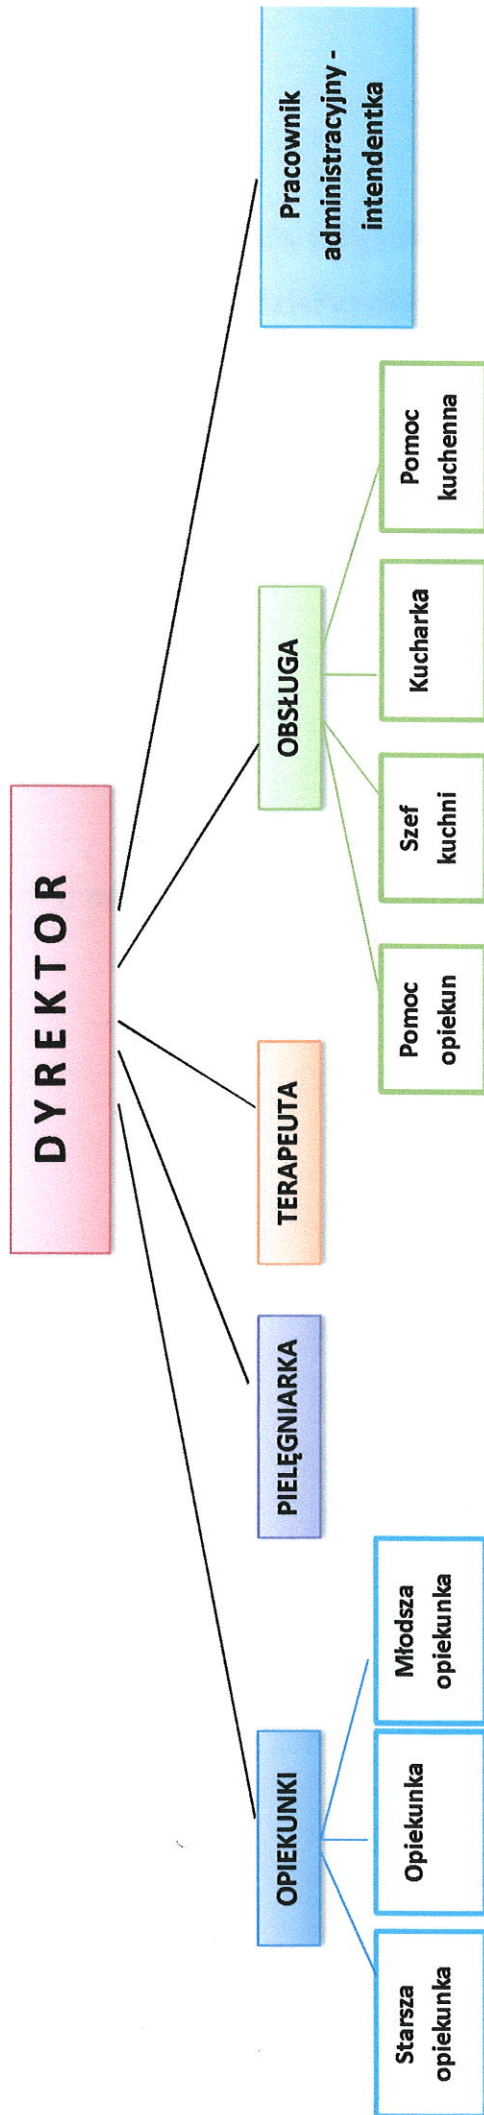 DYREKTOR
OPIEKUNKI
PIELĘGNIARKA
TERAPEUTA
OBSŁUGA
Pracownik
administracyjny -
intendentka
Starsza
opiekunka
Opiekunka
Młodsza
opiekunka
Pomoc
opiekun
Szef
kuchni
Kucharka
Pomoc
kuchenna